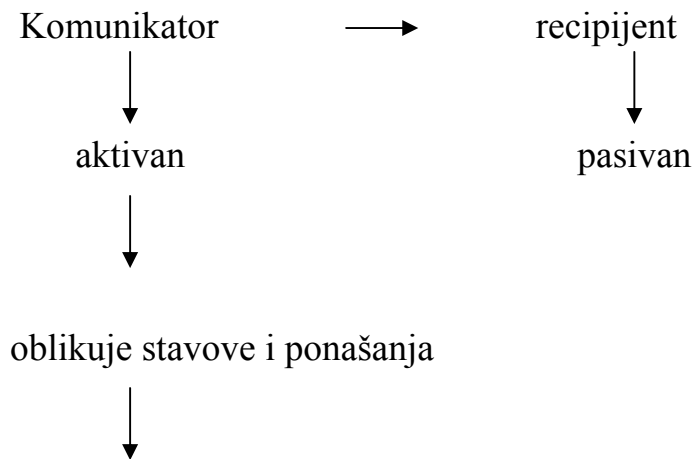 Komunikator recipijent
aktivan pasivan
oblikuje stavove i ponašanja